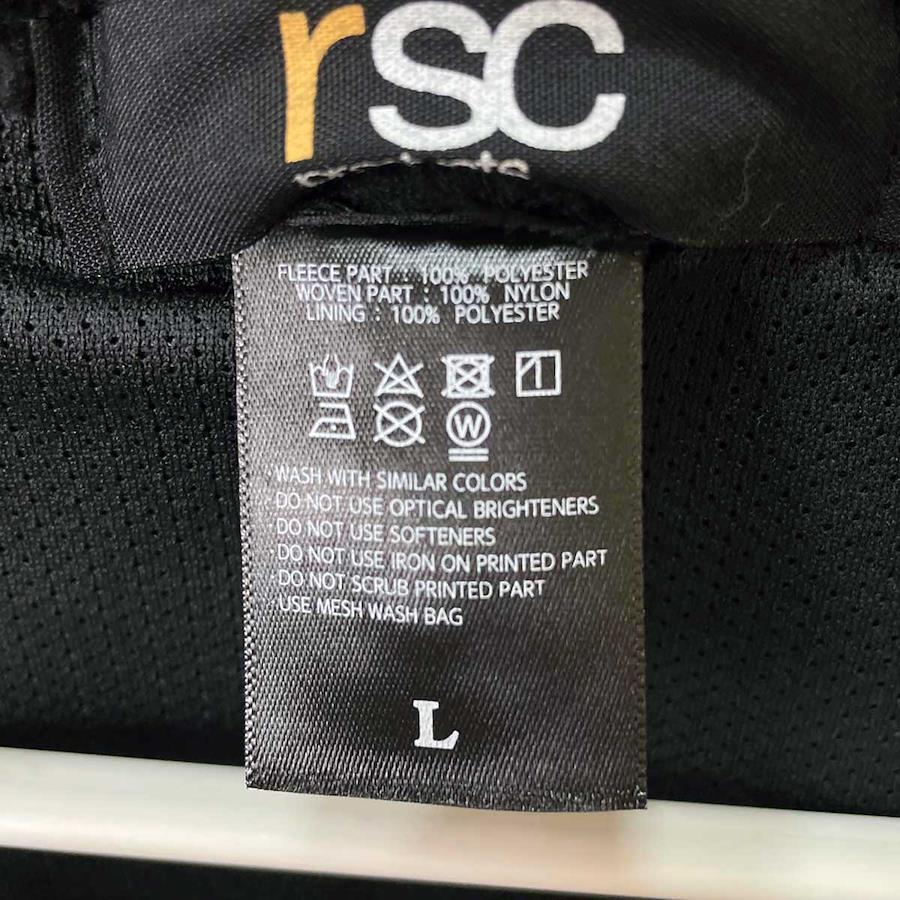 rsc
FLEECE PART : 100% POLYESTER
WOVEN PART : 100% NYLON
LINING : 100% POLYESTER
W
WASH WITH SIMILAR COLORS
DO NOT USE OPTICAL BRIGHTENERS
DO NOT USE SOFTENERS
DO NOT USE IRON ON PRINTED PART
DO NOT SCRUB PRINTED PART
USE MESH WASH BAG
L